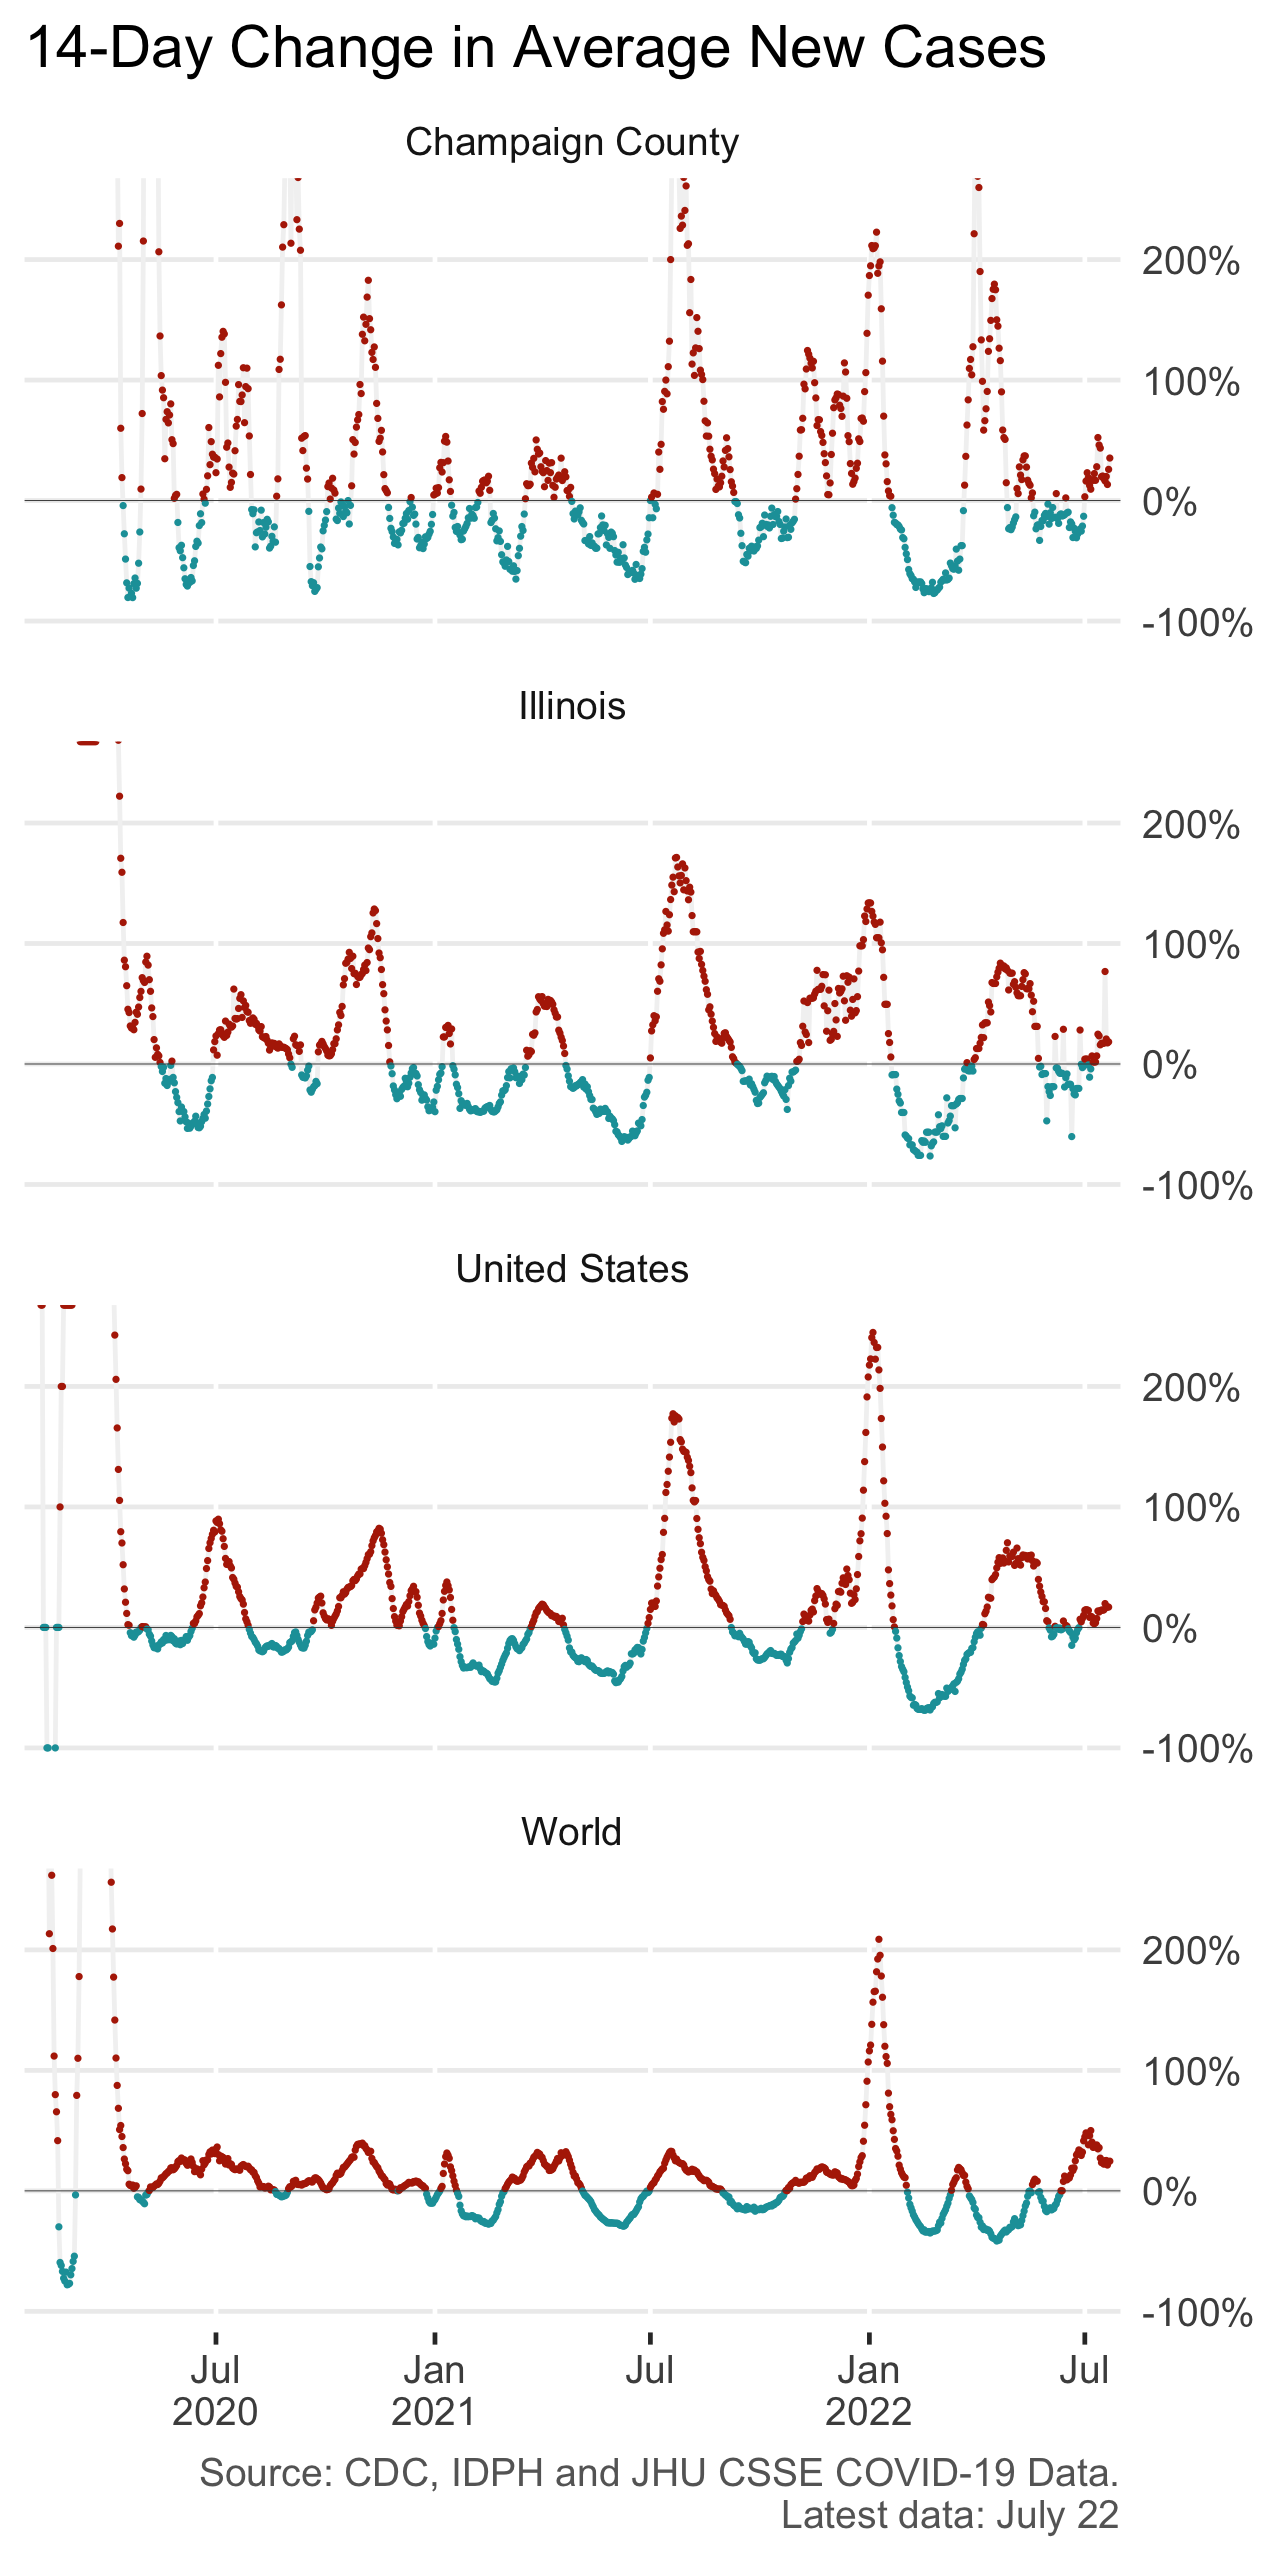 14-Day Change in Average New Cases
Champaign County
200%
100%
0%
-100%
Illinois
200%
100%
0%
-100%
United States
200%
100%
0%
-100%
World
200%
100%
0%
-100%
Jul Jan Jul Jan Jul
2020 2021 2022
Source: CDC, IDPH and JHU CSSE COVID-19 Data.
Latest data: July 22